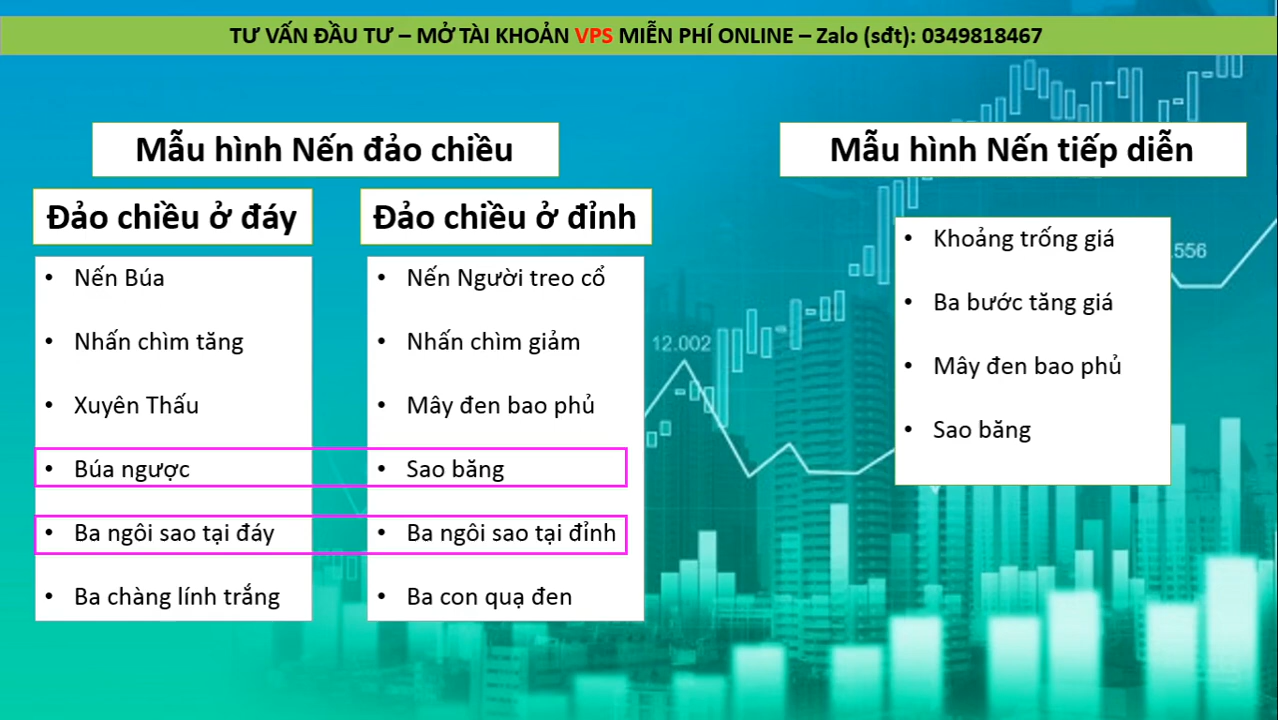 TƯ VẤN ĐẦU TƯ – MỞ TÀI KHOẢN VPS MIỄN PHÍ ONLINE – Zalo (sđt): 0349818467
Mẫu hình Nến đảo chiều
Đảo chiều ở đáy
• Nến Búa
• Nhấn chìm tăng
• Xuyên Thấu
• Búa ngược
• Ba ngôi sao tại đáy
• Ba chàng lính trắng
Đảo chiều ở đỉnh
• Nến Người treo cổ
• Nhấn chìm giảm
• Mây đen bao phủ
• Sao băng
• Ba ngôi sao tại đỉnh
• Ba con quạ đen
Mẫu hình Nến tiếp diễn
• Khoảng trống giá
• Ba bước tăng giá
• Mây đen bao phủ
• Sao băng
12.002
.556